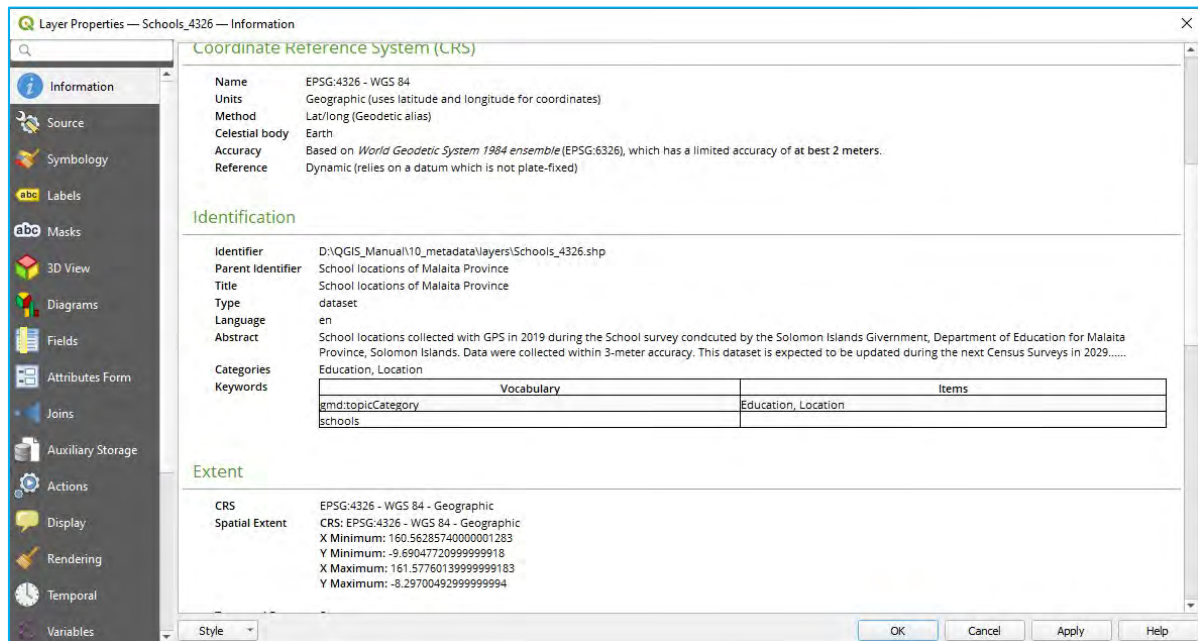 Layer Properties — Schools_4326 — Information
Information
Source
Symbology
abc Labels
abc Masks
3D View
Diagrams
Fields
Attributes Form
Joins
Auxiliary Storage
Actions
Display
Rendering
Temporal
Variables
Coordinate Reference System (CRS)
Name EPSG:4326 - WGS 84
Units Geographic (uses latitude and longitude for coordinates)
Method Lat/long (Geodetic alias)
Celestial body Earth
Accuracy Based on World Geodetic System 1984 ensemble (EPSG:6326), which has a limited accuracy of at best 2 meters.
Reference Dynamic (relies on a datum which is not plate-fixed)
Identification
Identifier D:\QGIS_Manual\10_metadata\layers\Schools_4326.shp
Parent Identifier School locations of Malaita Province
Title School locations of Malaita Province
Type dataset
Language en
Abstract School locations collected with GPS in 2019 during the School survey condcuted by the Solomon Islands Givernment, Department of Education for Malaita
Province, Solomon Islands. Data were collected within 3-meter accuracy. This dataset is expected to be updated during the next Census Surveys in 2029......
Categories Education, Location
Keywords Vocabulary Items
gmd:topicCategory Education, Location
schools
Extent
CRS EPSG:4326 - WGS 84 - Geographic
Spatial Extent CRS: EPSG:4326 - WGS 84 - Geographic
X Minimum: 160.56285740000001283
Y Minimum: -9.69047720999999918
X Maximum: 161.57760139999999183
Y Maximum: -8.29700492999999994
Style OK Cancel Apply Help